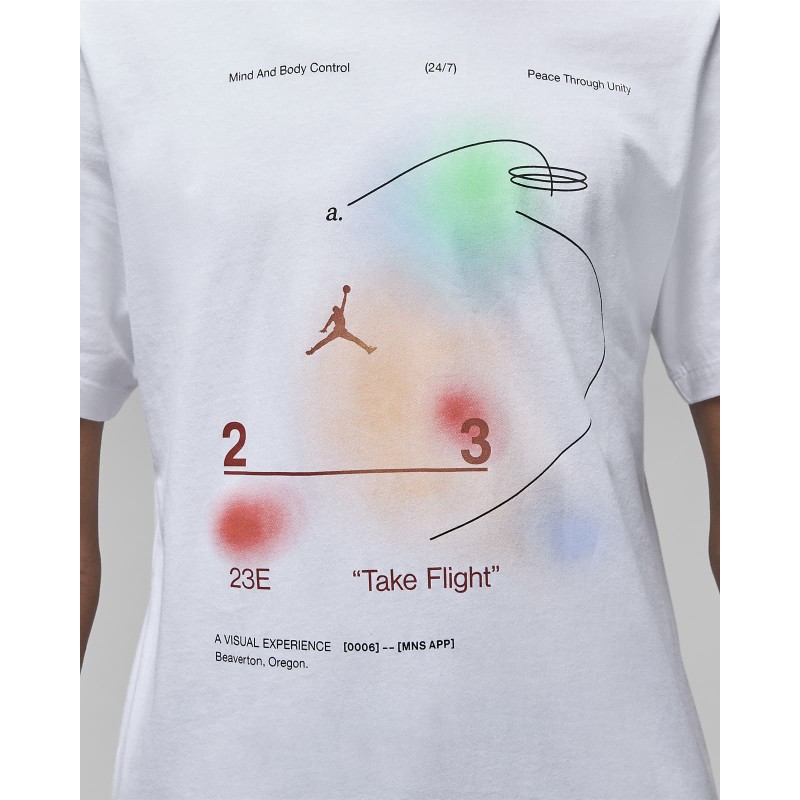 Mind And Body Control (24/7) Peace Through Unity
a.
2 3
23E “Take Flight”
A VISUAL EXPERIENCE [0006] -- [MNS APP]
Beaverton, Oregon.